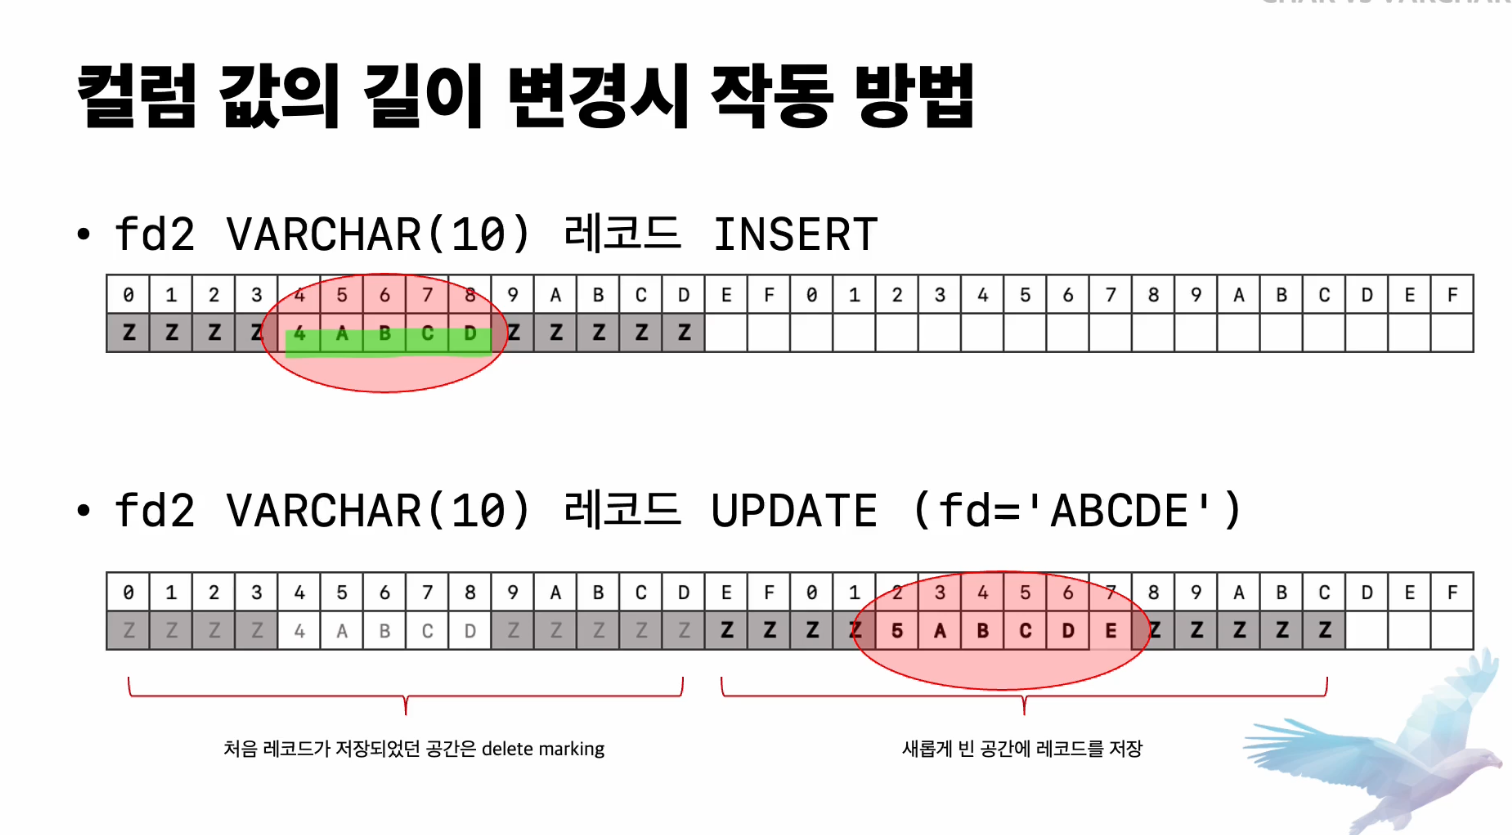 CHAR vs VARCHAR
컬럼 값의 길이 변경시 작동 방법
• fd2 VARCHAR(10) 레코드 INSERT
0 1 2 3 4 5 6 7 8 9 A B C D E F 0 1 2 3 4 5 6 7 8 9 A B C D E F
Z Z Z Z 4 A B C D Z Z Z Z Z
• fd2 VARCHAR(10) 레코드 UPDATE (fd='ABCDE')
0 1 2 3 4 5 6 7 8 9 A B C D E F 0 1 2 3 4 5 6 7 8 9 A B C D E F
Z Z Z Z 4 A B C D Z Z Z Z Z Z Z Z Z 5 A B C D E Z Z Z Z Z
처음 레코드가 저장되었던 공간은 delete marking
새롭게 빈 공간에 레코드를 저장